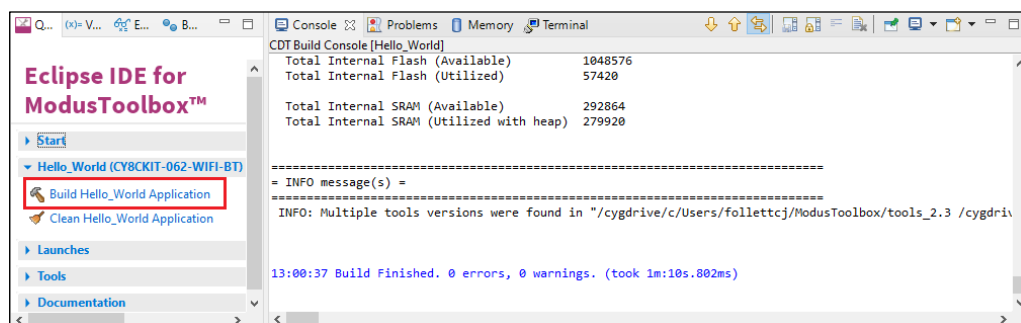 Q... (x)= V... E... B...
Eclipse IDE for
ModusToolbox™
Start
Hello_World (CY8CKIT-062-WIFI-BT)
Build Hello_World Application
Clean Hello_World Application
Launches
Tools
Documentation
Console Problems Memory Terminal
CDT Build Console [Hello_World]
Total Internal Flash (Available) 1048576
Total Internal Flash (Utilized) 57420
Total Internal SRAM (Available) 292864
Total Internal SRAM (Utilized with heap) 279920
==============================================================================
= INFO message(s) =
==============================================================================
INFO: Multiple tools versions were found in "/cygdrive/c/Users/follettcj/ModusToolbox/tools_2.3 /cygdriv
13:00:37 Build Finished. 0 errors, 0 warnings. (took 1m:10s.802ms)